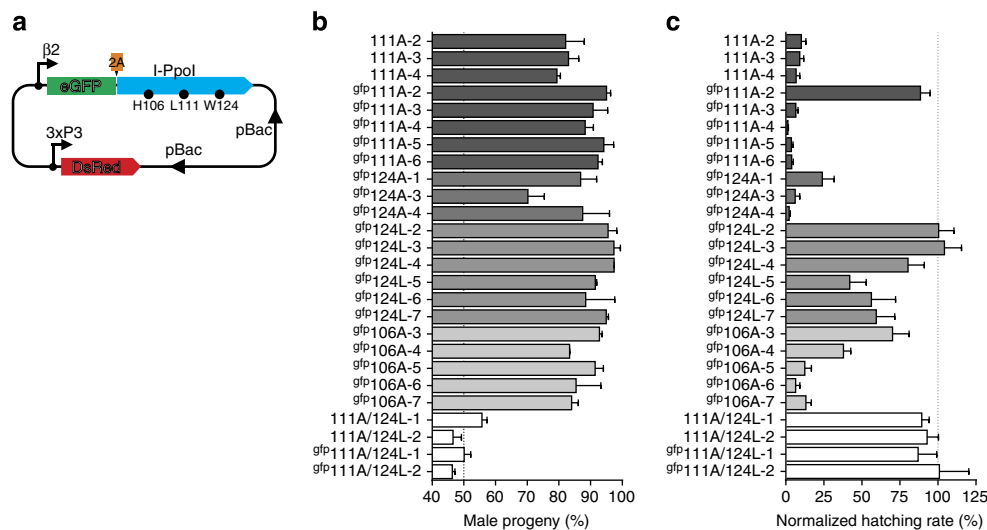 a
β2
2A
eGFP
I-PpoI
H106 L111 W124
3xP3
pBac
pBac
DsRed
b
111A-2
111A-3
111A-4
gfp111A-2
gfp111A-3
gfp111A-4
gfp111A-5
gfp111A-6
gfp124A-1
gfp124A-3
gfp124A-4
gfp124L-2
gfp124L-3
gfp124L-4
gfp124L-5
gfp124L-6
gfp124L-7
gfp106A-3
gfp106A-4
gfp106A-5
gfp106A-6
gfp106A-7
111A/124L-1
111A/124L-2
gfp111A/124L-1
gfp111A/124L-2
40 50 60 70 80 90 100
Male progeny (%)
c
111A-2
111A-3
111A-4
gfp111A-2
gfp111A-3
gfp111A-4
gfp111A-5
gfp111A-6
gfp124A-1
gfp124A-3
gfp124A-4
gfp124L-2
gfp124L-3
gfp124L-4
gfp124L-5
gfp124L-6
gfp124L-7
gfp106A-3
gfp106A-4
gfp106A-5
gfp106A-6
gfp106A-7
111A/124L-1
111A/124L-2
gfp111A/124L-1
gfp111A/124L-2
0 25 50 75 100 125
Normalized hatching rate (%)